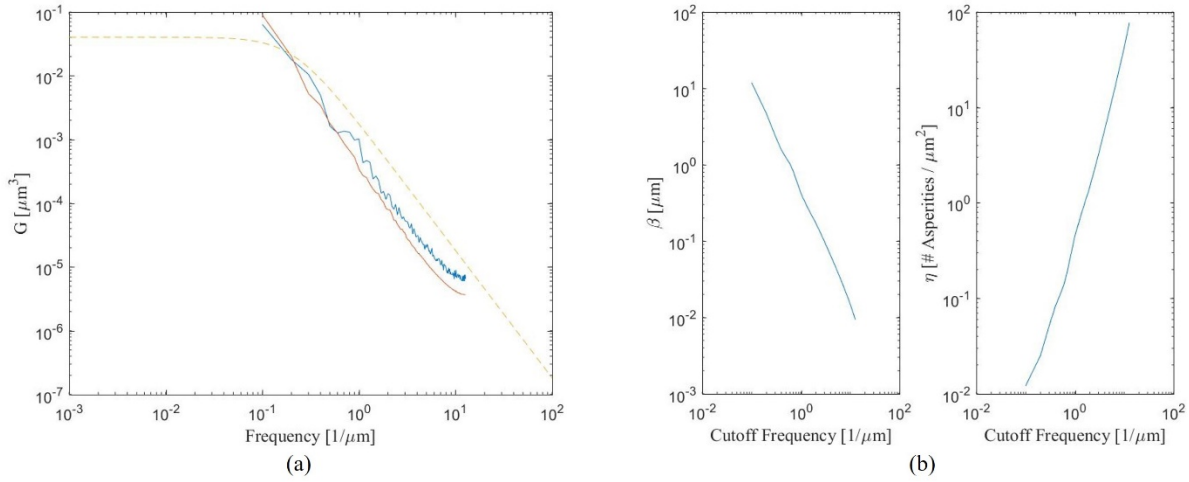 10^1
10^0
10^-1
10^-2
10^-3
10^-4
10^-5
10^-6
10^-7
G [μm^3]
10^-3 10^-2 10^-1 10^0 10^1 10^2
Frequency [1/μm]
(a)
10^2
10^1
10^0
10^-1
10^-2
10^-3
β [μm]
10^-2 10^0 10^2
Cutoff Frequency [1/μm]
10^2
10^1
10^0
10^-1
10^-2
η [# Asperities / μm^2]
10^-2 10^0 10^2
Cutoff Frequency [1/μm]
(b)